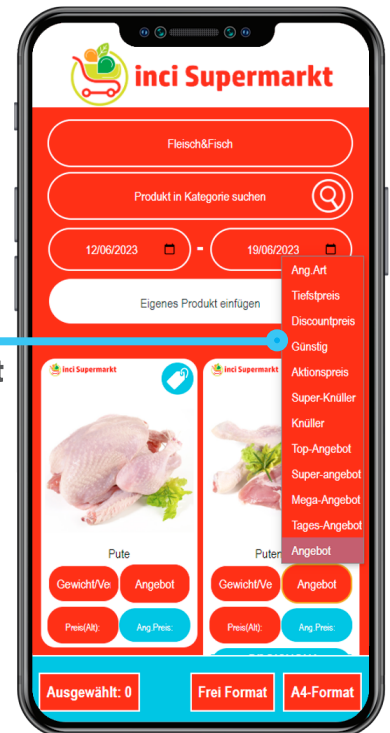 inci Supermarkt
Fleisch&Fisch
Produkt in Kategorie suchen
12/06/2023 - 19/06/2023
Eigenes Produkt einfügen
Ang.Art
Tiefstpreis
Discountpreis
Günstig
Aktionspreis
Super-Knüller
Knüller
Top-Angebot
Super-angebot
Mega-Angebot
Tages-Angebot
Angebot
t
inci Supermarkt
Pute
Gewicht/Ve Angebot
Preis(Alt): Ang.Preis:
inci Supermarkt
Puten
Gewicht/Ve Angebot
Preis(Alt): Ang.Preis:
Ausgewählt: 0
Frei Format
A4-Format